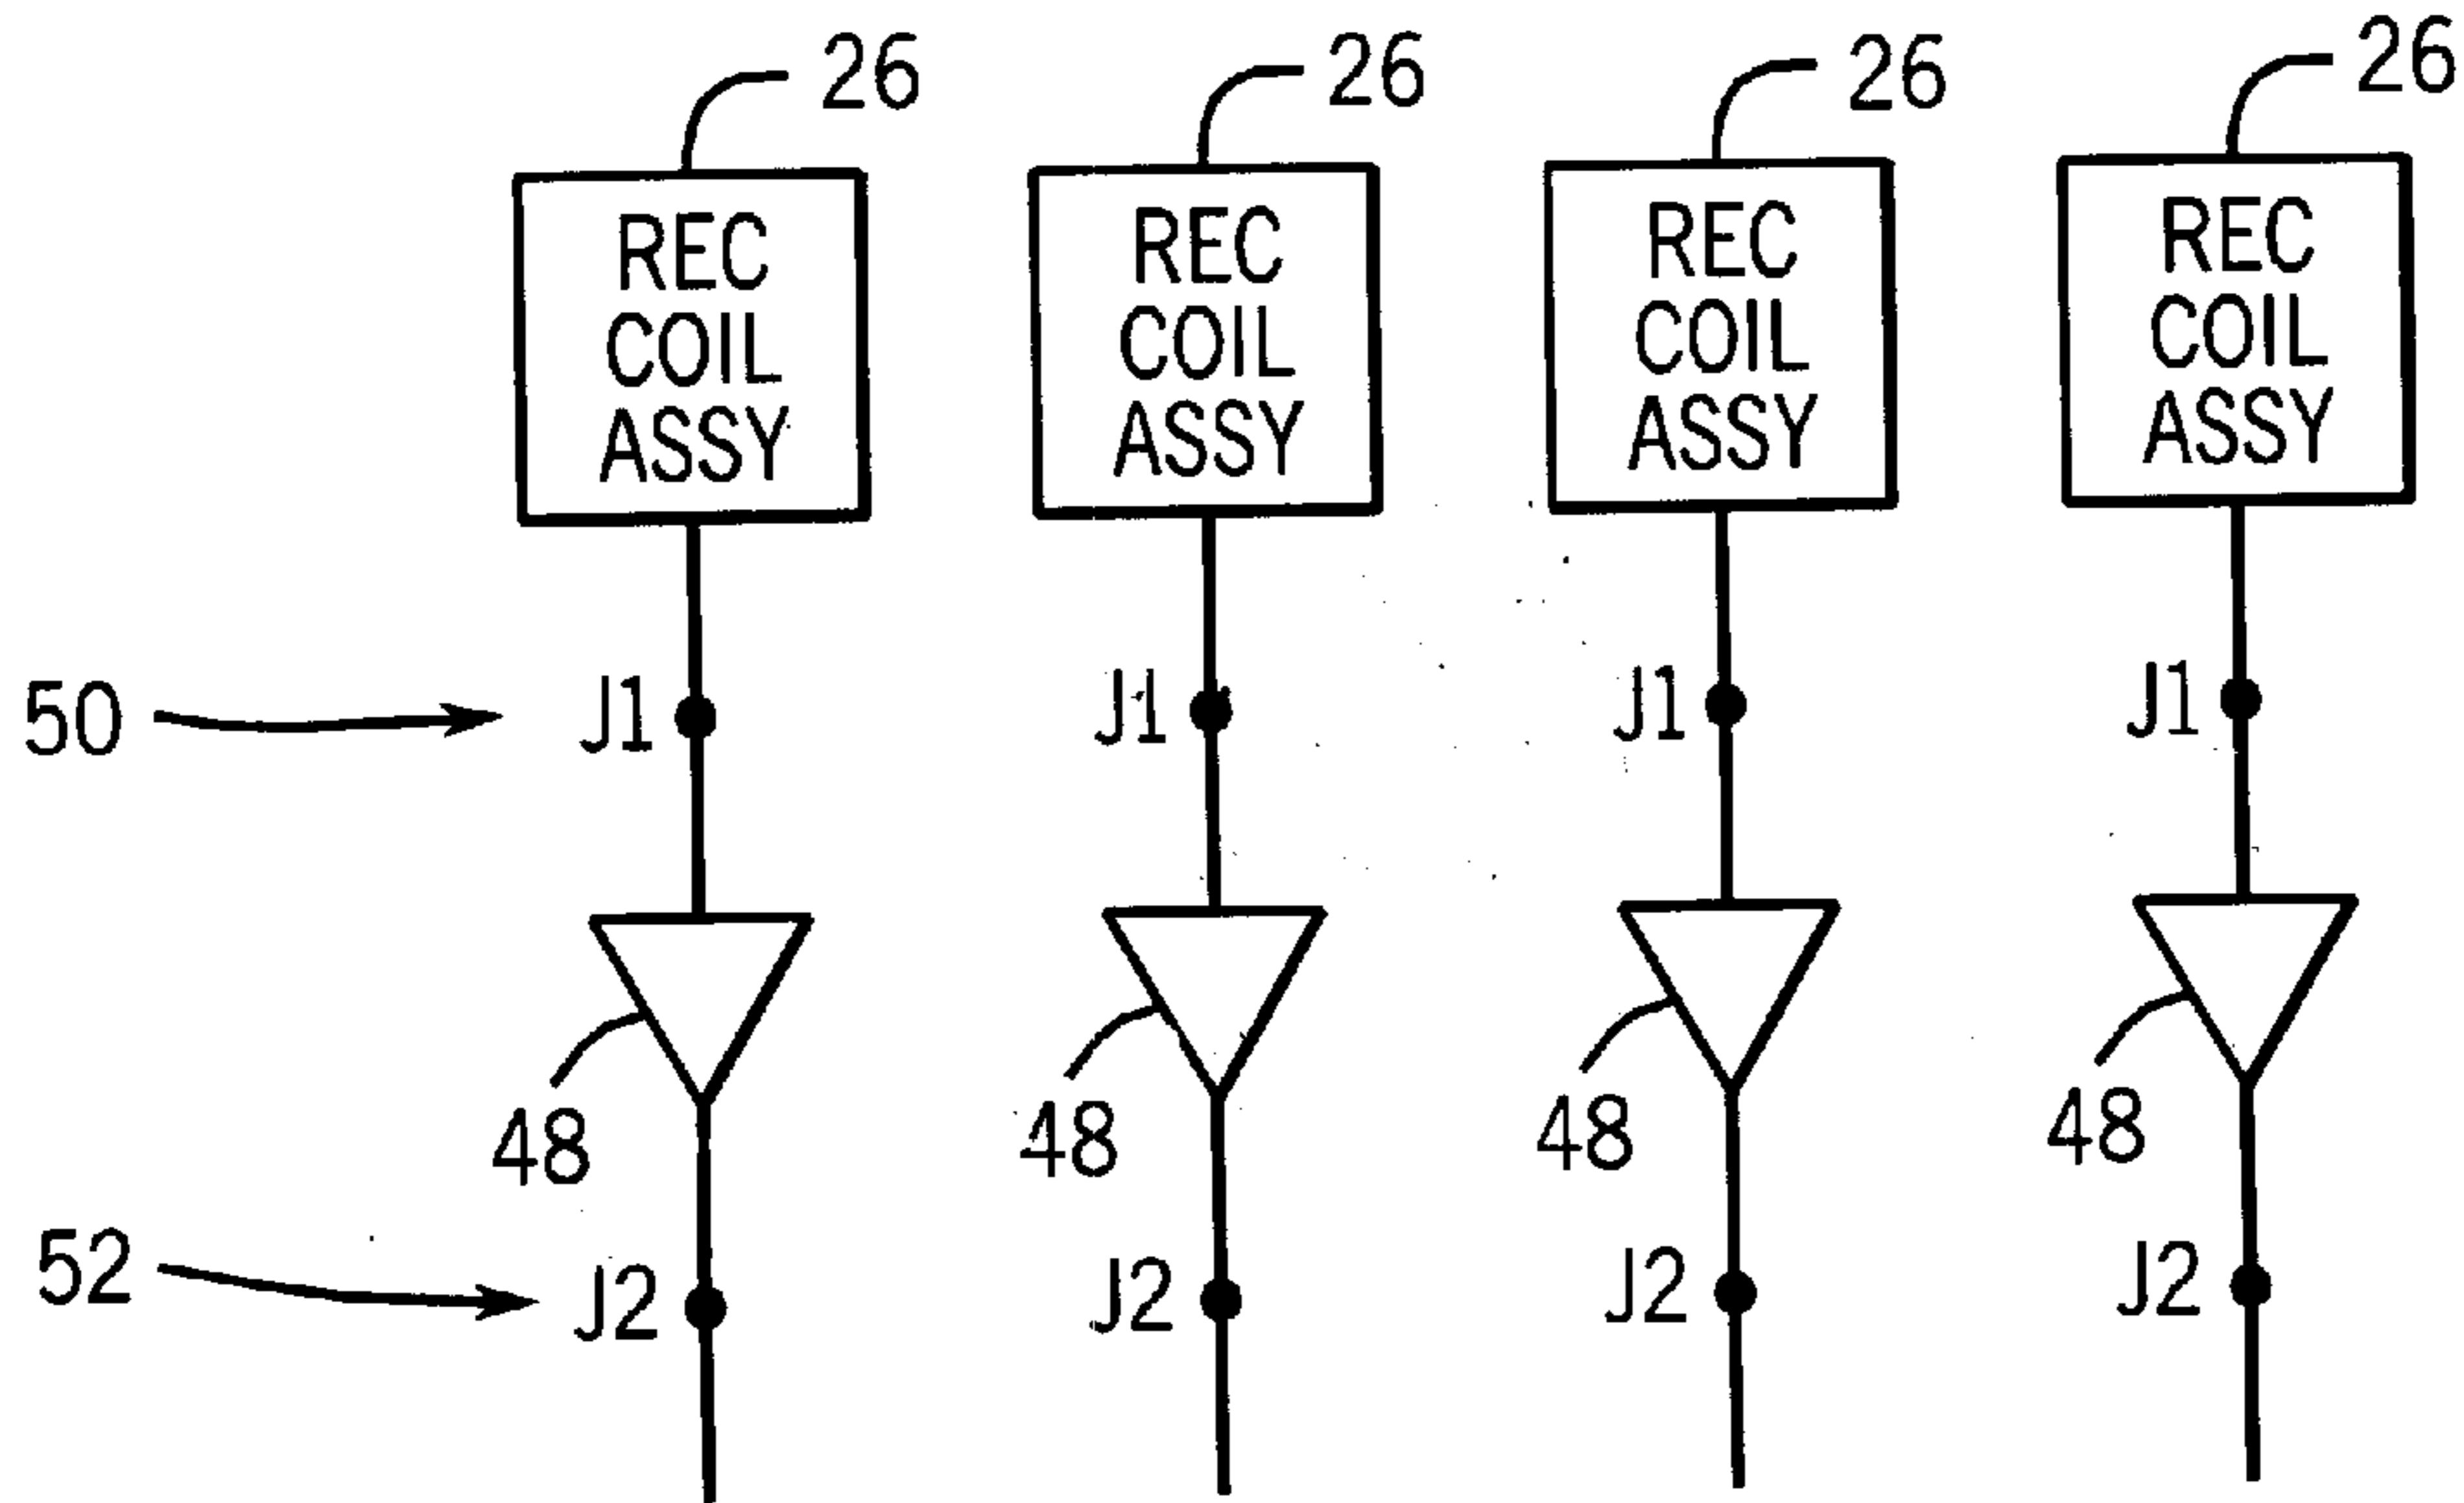 26 26 26 26
REC REC REC REC
COIL COIL COIL COIL
ASSY ASSY ASSY ASSY
50 J1 J1 J1 J1
48 48 48 48
52 J2 J2 J2 J2